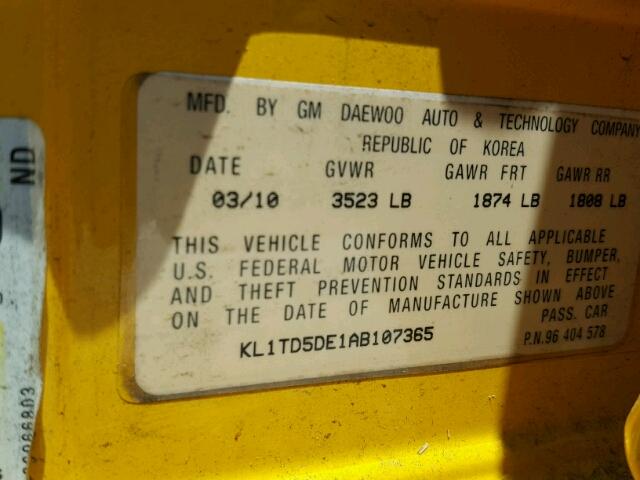 MFD. BY GM DAEWOO AUTO & TECHNOLOGY COMPANY
REPUBLIC OF KOREA
DATE GVWR GAWR FRT GAWR RR
03/10 3523 LB 1874 LB 1808 LB
THIS VEHICLE CONFORMS TO ALL APPLICABLE
U.S. FEDERAL MOTOR VEHICLE SAFETY, BUMPER,
AND THEFT PREVENTION STANDARDS IN EFFECT
ON THE DATE OF MANUFACTURE SHOWN ABOVE
PASS. CAR
KL1TD5DE1AB107365
P.N.96 404 578
ND